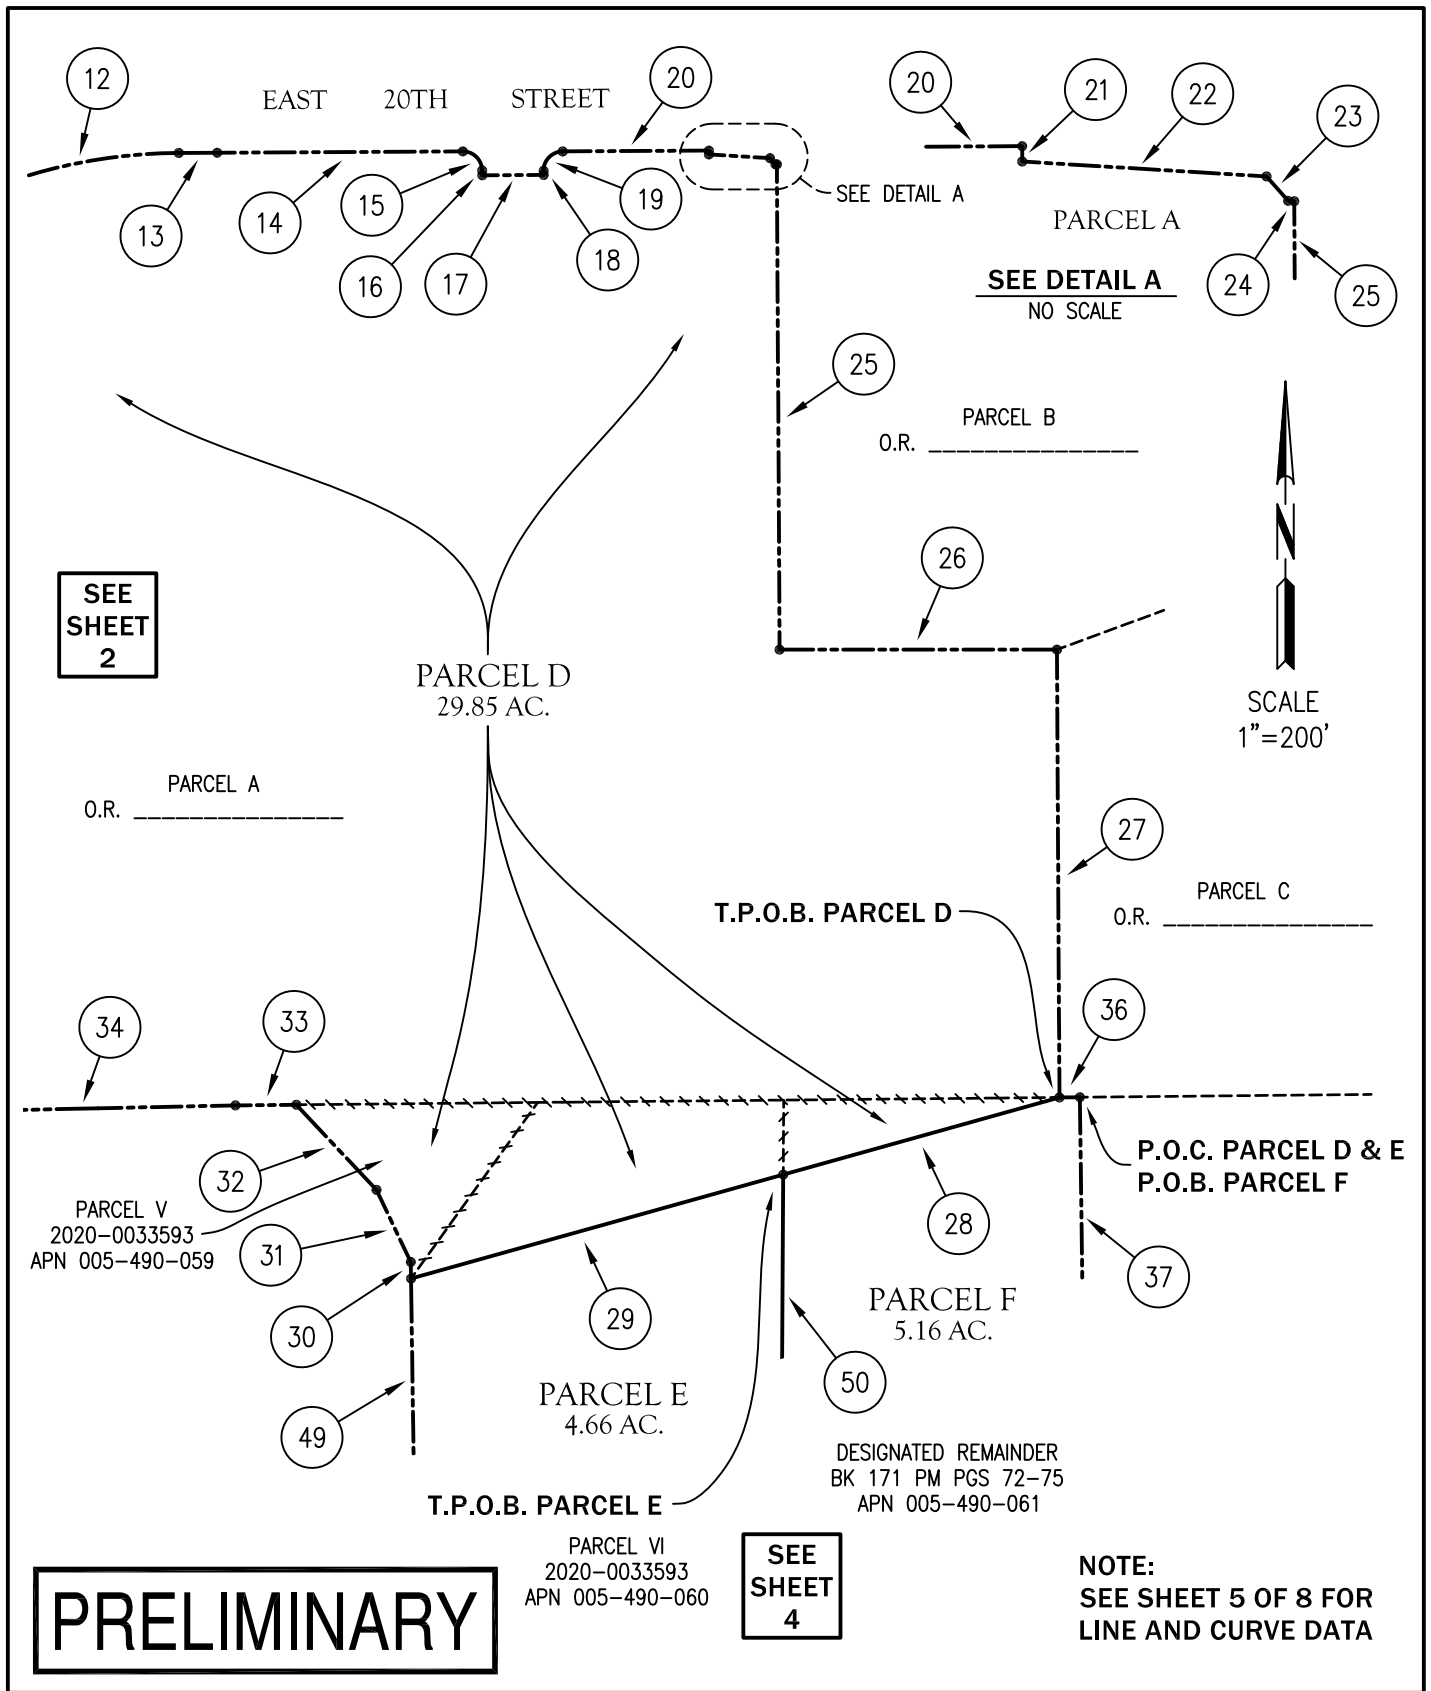 12
EAST 20TH STREET
20
20
21
22
23
13
14
15
16
17
18
19
SEE DETAIL A
PARCEL A
SEE DETAIL A
NO SCALE
24
25
25
PARCEL B
O.R. _______________
26
N
SCALE
1"=200'
SEE
SHEET
2
PARCEL D
29.85 AC.
PARCEL A
O.R. _______________
27
T.P.O.B. PARCEL D
PARCEL C
O.R. _______________
34
33
36
P.O.C. PARCEL D & E
P.O.B. PARCEL F
32
PARCEL V
2020-0033593
APN 005-490-059
31
28
37
30
29
PARCEL F
5.16 AC.
50
PARCEL E
4.66 AC.
49
DESIGNATED REMAINDER
BK 171 PM PGS 72-75
APN 005-490-061
T.P.O.B. PARCEL E
PARCEL VI
2020-0033593
APN 005-490-060
SEE
SHEET
4
PRELIMINARY
NOTE:
SEE SHEET 5 OF 8 FOR
LINE AND CURVE DATA